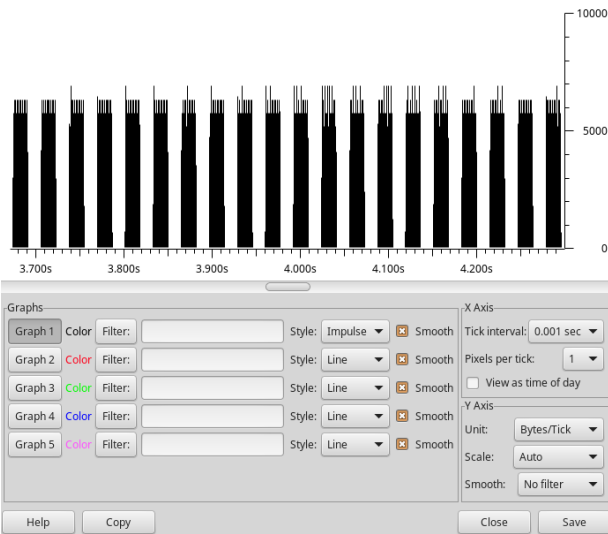 10000
5000
0
3.700s 3.800s 3.900s 4.000s 4.100s 4.200s
Graphs
Graph 1 Color Filter: Style: Impulse Smooth
Graph 2 Color Filter: Style: Line Smooth
Graph 3 Color Filter: Style: Line Smooth
Graph 4 Color Filter: Style: Line Smooth
Graph 5 Color Filter: Style: Line Smooth
X Axis
Tick interval: 0.001 sec
Pixels per tick: 1
View as time of day
Y Axis
Unit: Bytes/Tick
Scale: Auto
Smooth: No filter
Help Copy Close Save